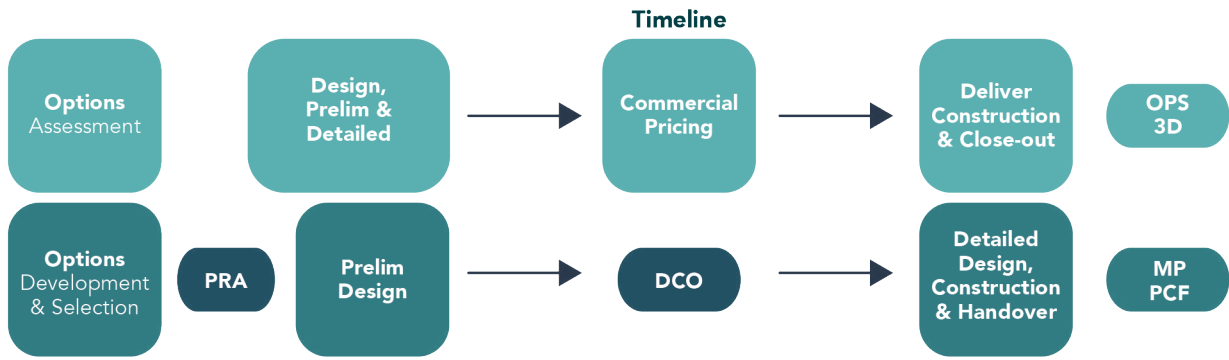 Timeline
Options
Assessment
Design,
Prelim &
Detailed
Commercial
Pricing
Deliver
Construction
& Close-out
OPS
3D
Options
Development
& Selection
PRA
Prelim
Design
DCO
Detailed
Design,
Construction
& Handover
MP
PCF